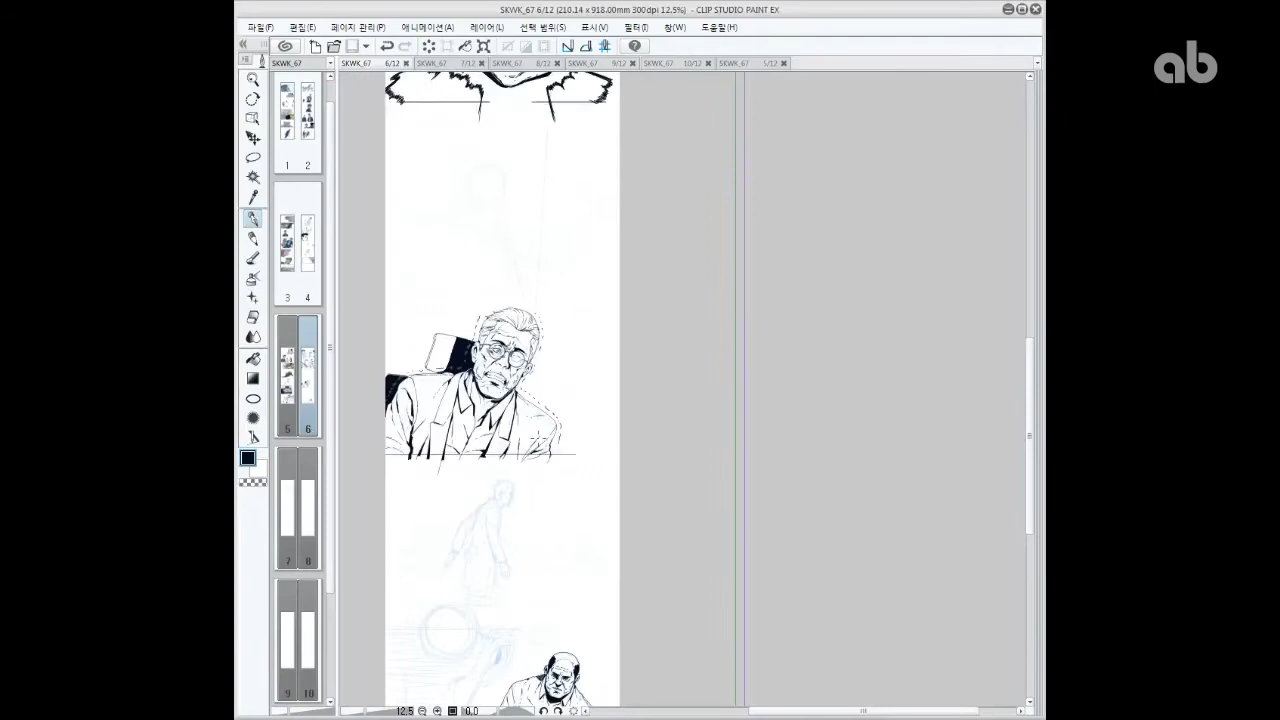 SKWK_67 6/12 (210.14 x 918.00mm 300dpi 12.5%) - CLIP STUDIO PAINT EX
파일(F) 편집(E) 페이지 관리(P) 애니메이션(A) 레이어(L) 선택 범위(S) 표시(V) 필터(I) 창(W) 도움말(H)
ab
SKWK_67
SKWK_67 6/12 SKWK_67 7/12 SKWK_67 8/12 SKWK_67 9/12 SKWK_67 10/12 SKWK_67 5/12
1 2
3 4
5 6
7 8
9 10
12.5 0.0